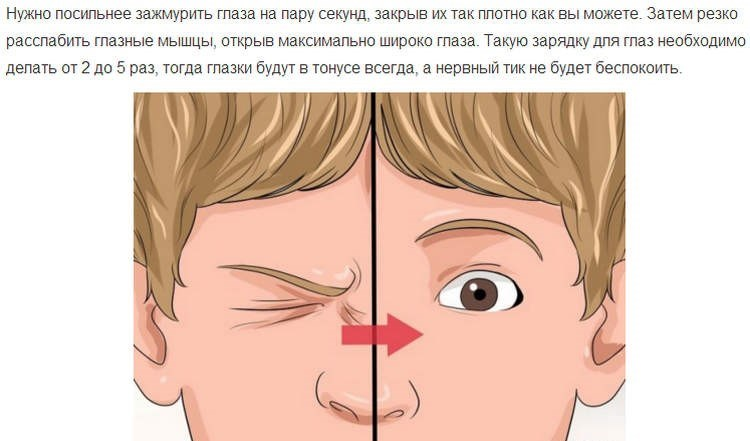 Нужно посильнее зажмурить глаза на пару секунд, закрыв их так плотно как вы можете. Затем резко
расслабить глазные мышцы, открыв максимально широко глаза. Такую зарядку для глаз необходимо
делать от 2 до 5 раз, тогда глазки будут в тонусе всегда, а нервный тик не будет беспокоить.